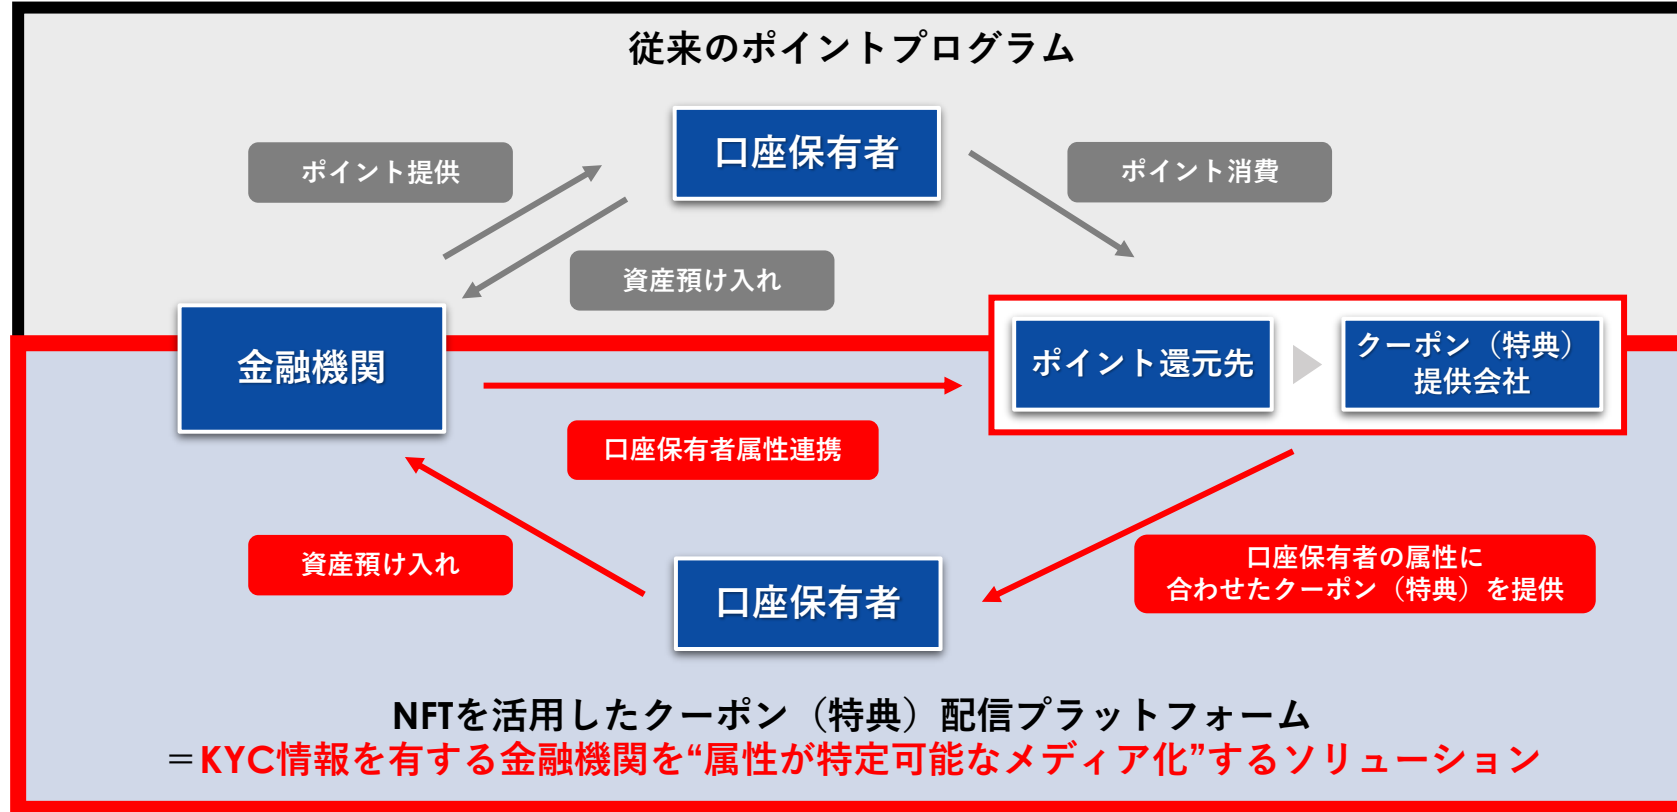 従来のポイントプログラム
口座保有者
ポイント提供
ポイント消費
資産預け入れ
金融機関
ポイント還元先
クーポン（特典）
提供会社
口座保有者属性連携
資産預け入れ
口座保有者
口座保有者の属性に
合わせたクーポン（特典）を提供
NFTを活用したクーポン（特典）配信プラットフォーム
＝KYC情報を有する金融機関を“属性が特定可能なメディア化”するソリューション